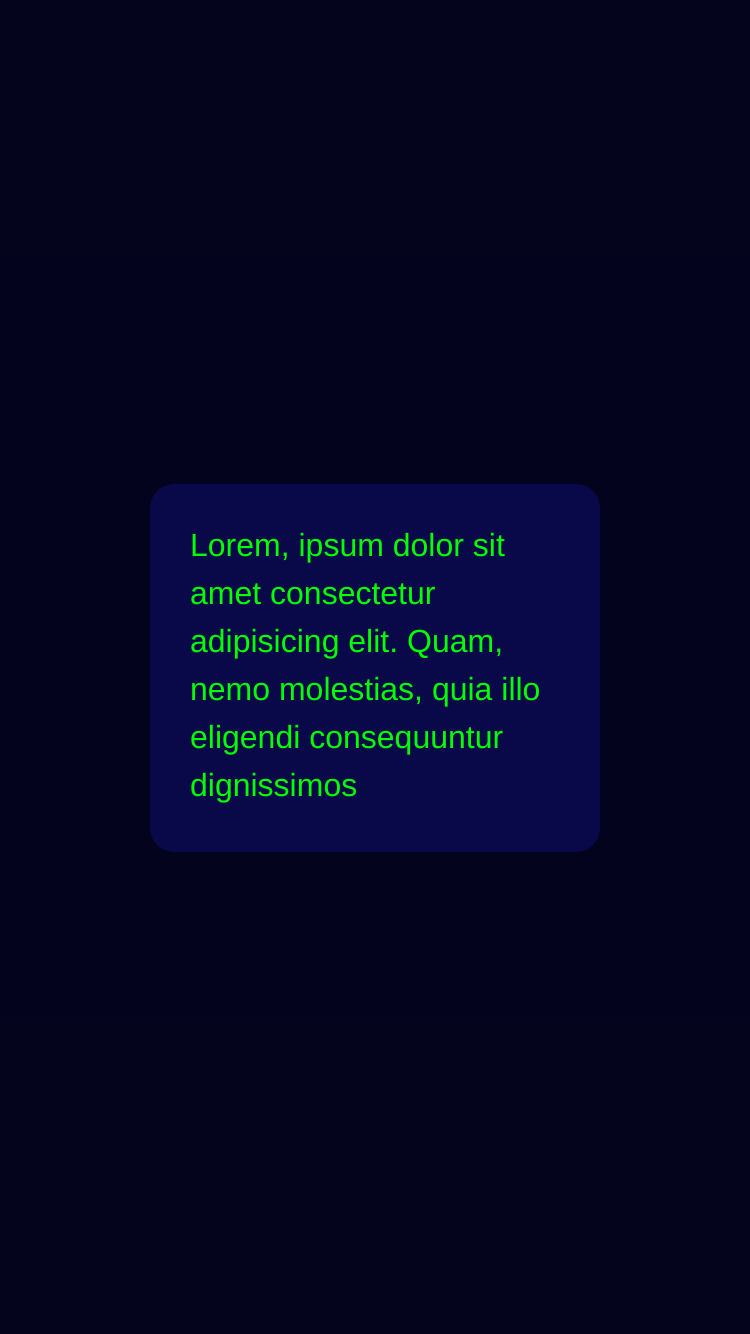 Lorem, ipsum dolor sit
amet consectetur
adipisicing elit. Quam,
nemo molestias, quia illo
eligendi consequuntur
dignissimos